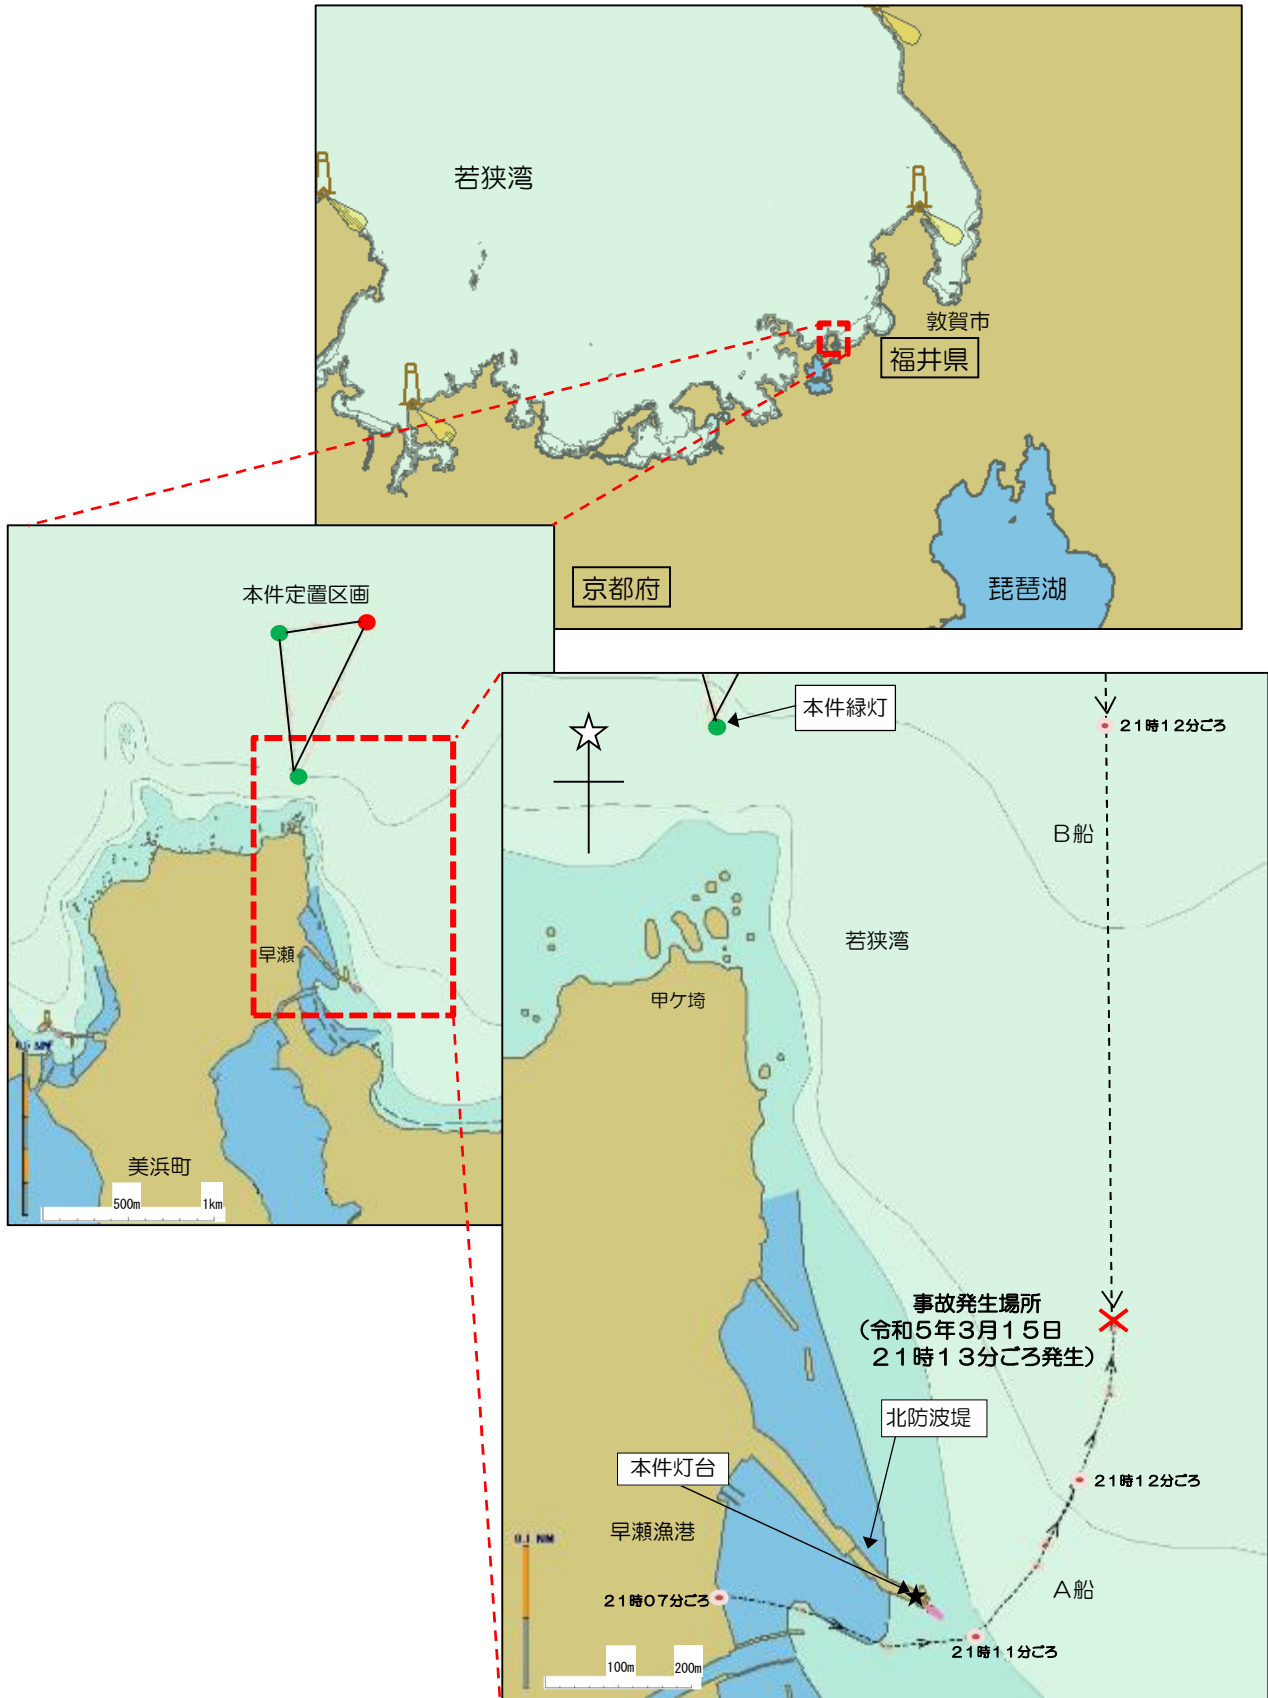 若狭湾
敦賀市
福井県
京都府
琵琶湖
本件定置区画
早瀬
美浜町
500m
1km
本件緑灯
21時12分ごろ
B船
若狭湾
甲ケ埼
事故発生場所
(令和5年3月15日
21時13分ごろ発生)
北防波堤
本件灯台
21時12分ごろ
早瀬漁港
0.1 NM
A船
21時07分ごろ
21時11分ごろ
100m
200m